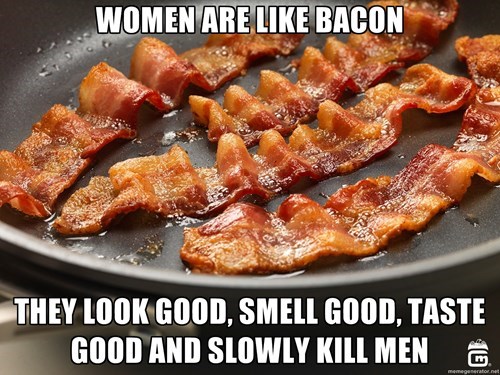 WOMEN ARE LIKE BACON
THEY LOOK GOOD, SMELL GOOD, TASTE
GOOD AND SLOWLY KILL MEN
memegenerator.net